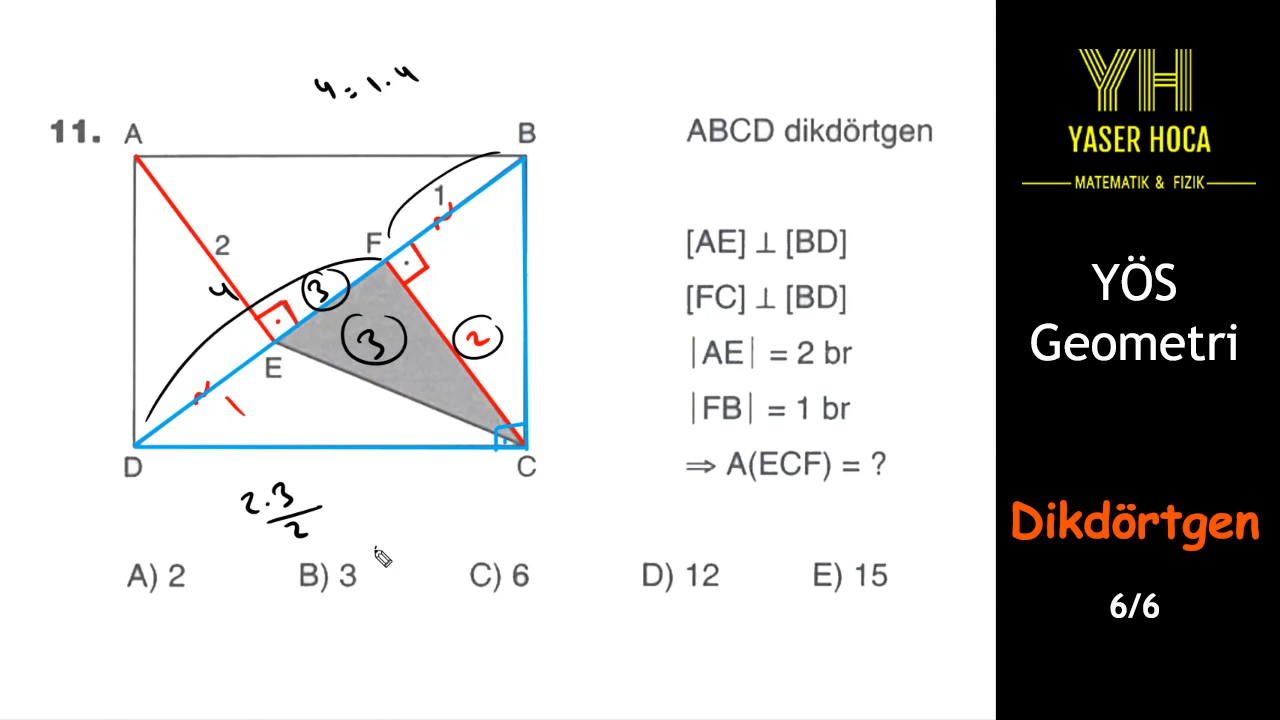 4 = 1.4
11. A
B
ABCD dikdörtgen
1
2
F
[AE] ⊥ [BD]
4
3
[FC] ⊥ [BD]
3
2
E
|AE| = 2 br
1
|FB| = 1 br
D
C
⇒ A(ECF) = ?
2.3
2
A) 2 B) 3 C) 6 D) 12 E) 15
YH
YASER HOCA
MATEMATIK & FIZIK
YÖS
Geometri
Dikdörtgen
6/6